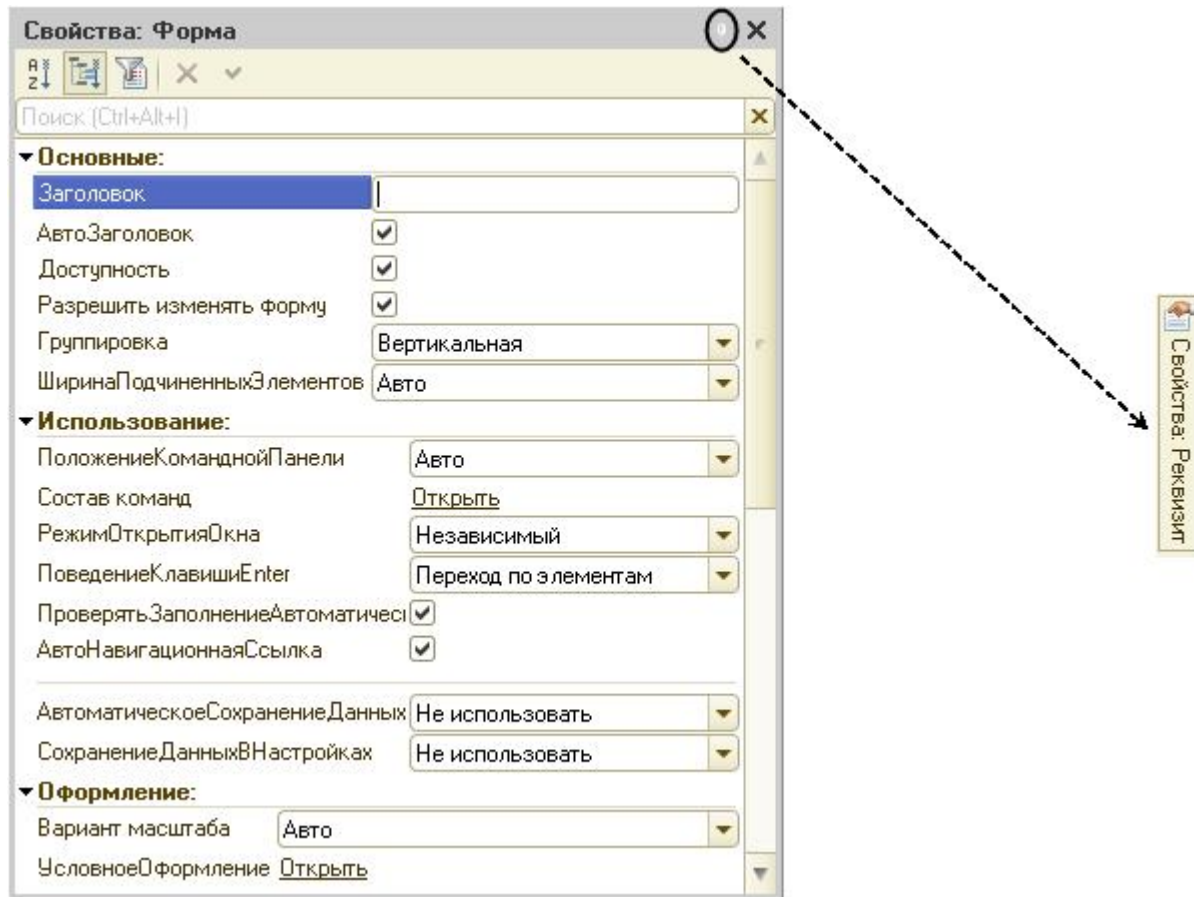 Свойства: Форма
Поиск (Ctrl+Alt+I)
Основные:
Заголовок
АвтоЗаголовок
Доступность
Разрешить изменять форму
Группировка Вертикальная
ШиринаПодчиненныхЭлементов Авто
Использование:
ПоложениеКоманднойПанели Авто
Состав команд Открыть
РежимОткрытияОкна Независимый
ПоведениеКлавишиEnter Переход по элементам
ПроверятьЗаполнениеАвтоматичес
АвтоНавигационнаяСсылка
АвтоматическоеСохранениеДанных Не использовать
СохранениеДанныхВНастройках Не использовать
Оформление:
Вариант масштаба Авто
УсловноеОформление Открыть
Свойства: Реквизит